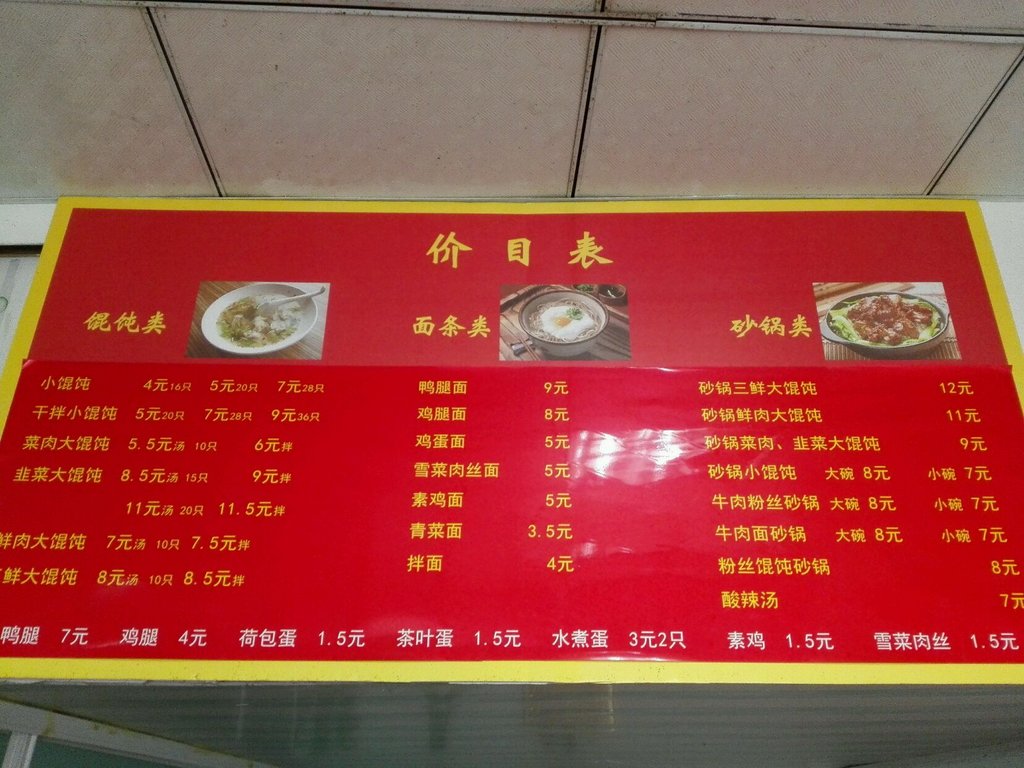 价目表
馄饨类
小馄饨 4元16只 5元20只 7元28只
干拌小馄饨 5元20只 7元28只 9元36只
菜肉大馄饨 5.5元汤 10只 6元拌
韭菜大馄饨 8.5元汤 15只 9元拌
11元汤 20只 11.5元拌
鲜肉大馄饨 7元汤 10只 7.5元拌
鲜大馄饨 8元汤 10只 8.5元拌
面条类
鸭腿面 9元
鸡腿面 8元
鸡蛋面 5元
雪菜肉丝面 5元
素鸡面 5元
青菜面 3.5元
拌面 4元
砂锅类
砂锅三鲜大馄饨 12元
砂锅鲜肉大馄饨 11元
砂锅菜肉、韭菜大馄饨 9元
砂锅小馄饨 大碗 8元 小碗 7元
牛肉粉丝砂锅 大碗 8元 小碗 7元
牛肉面砂锅 大碗 8元 小碗 7元
粉丝馄饨砂锅 8元
酸辣汤 7元
鸭腿 7元 鸡腿 4元 荷包蛋 1.5元 茶叶蛋 1.5元 水煮蛋 3元2只 素鸡 1.5元 雪菜肉丝 1.5元